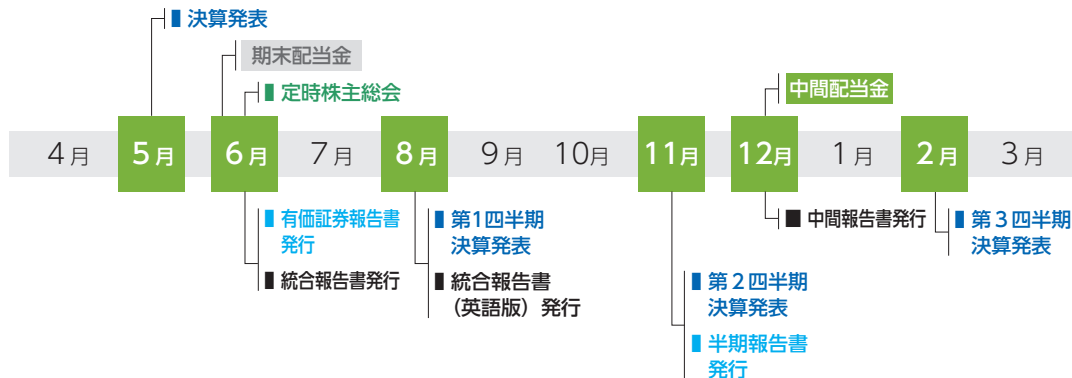 ■ 決算発表
期末配当金
■ 定時株主総会
中間配当金
4月 5月 6月 7月 8月 9月 10月 11月 12月 1月 2月 3月
■ 有価証券報告書
発行
■ 統合報告書発行
■ 第1四半期
決算発表
■ 統合報告書
（英語版）発行
■ 第２四半期
決算発表
■ 半期報告書
発行
■ 中間報告書発行
■ 第３四半期
決算発表